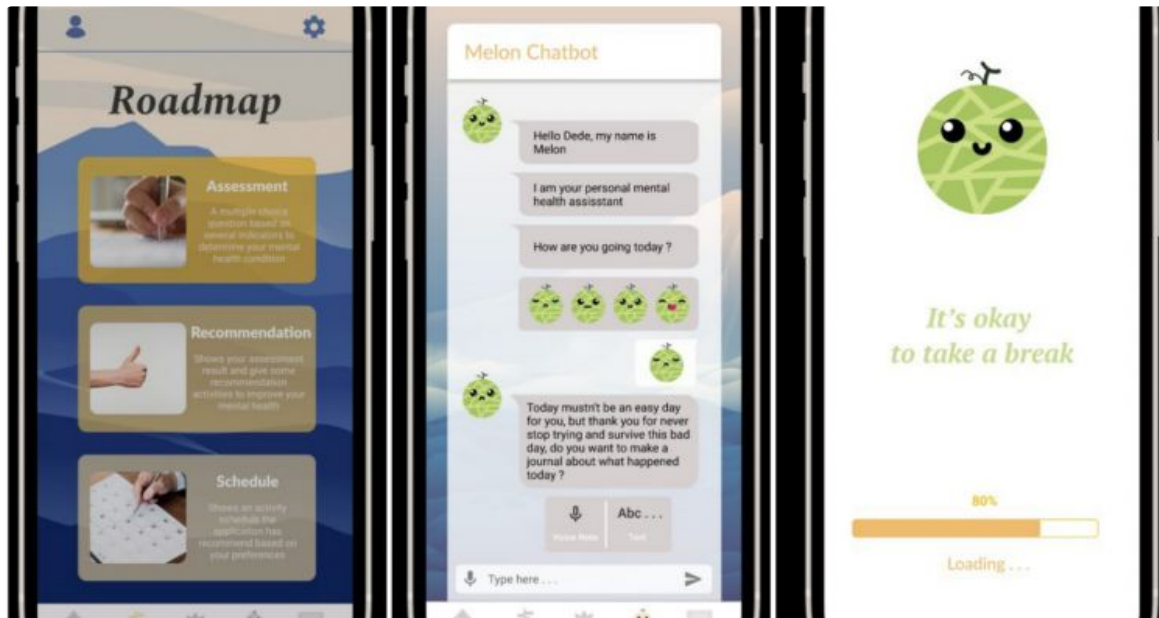 Roadmap
Assessment
A multiple choice
question based on
several indicators to
determine your mental
health condition
Recommendation
Shows your assessment
result and give some
recommendation
activities to improve your
mental health
Schedule
Shows an activity
schedule the
application has
recommend based on
your preferences
Melon Chatbot
Hello Dede, my name is
Melon
I am your personal mental
health assisstant
How are you going today ?
Today mustn't be an easy day
for you, but thank you for never
stop trying and survive this bad
day, do you want to make a
journal about what happened
today ?
Abc . . .
Voice Note
Text
Type here . . .
It's okay
to take a break
80%
Loading . . .